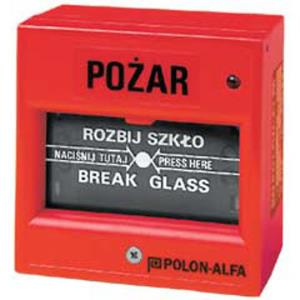 POŻAR
ROZBIJ SZKŁO
NACIŚNIJ TUTAJ PRESS HERE
BREAK GLASS
POLON-ALFA